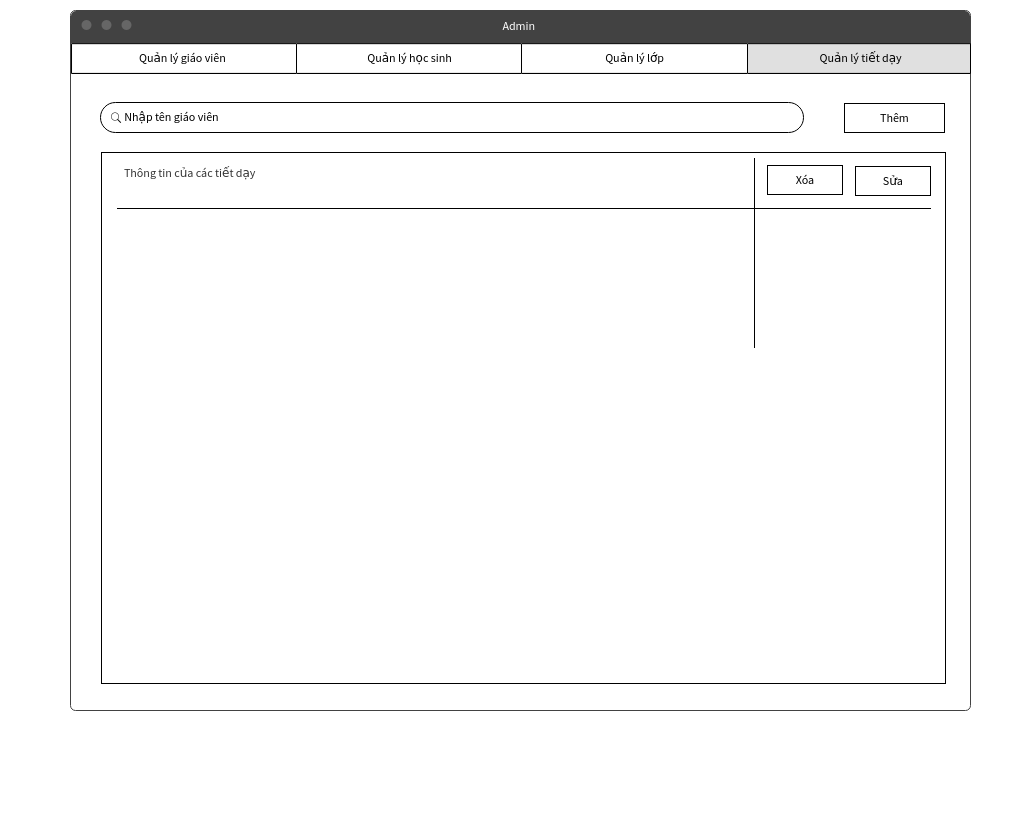 Admin
Quản lý giáo viên
Quản lý học sinh
Quản lý lớp
Quản lý tiết dạy
Nhập tên giáo viên
Thêm
Thông tin của các tiết dạy
Xóa
Sửa